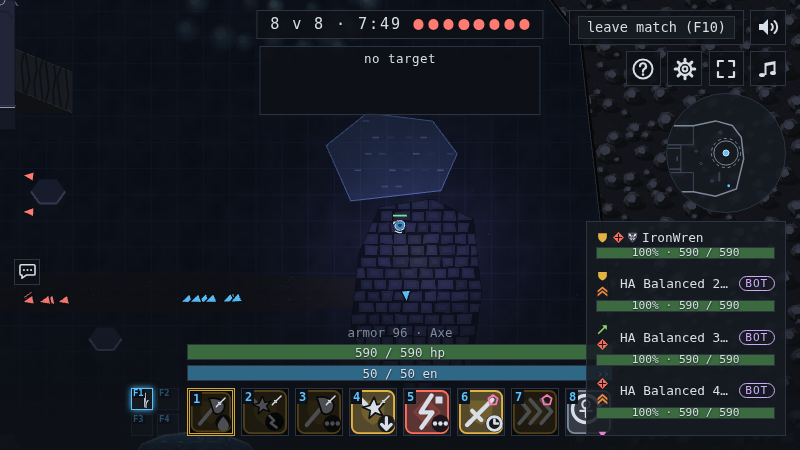 8 v 8 · 7:49
leave match (F10)
no target
IronWren
100% · 590 / 590
HA Balanced 2… BOT
100% · 590 / 590
HA Balanced 3… BOT
100% · 590 / 590
HA Balanced 4… BOT
100% · 590 / 590
armor 96 · Axe
590 / 590 hp
50 / 50 en
F1 F2
F3 F4
1 2 3 4 5 6 7 8